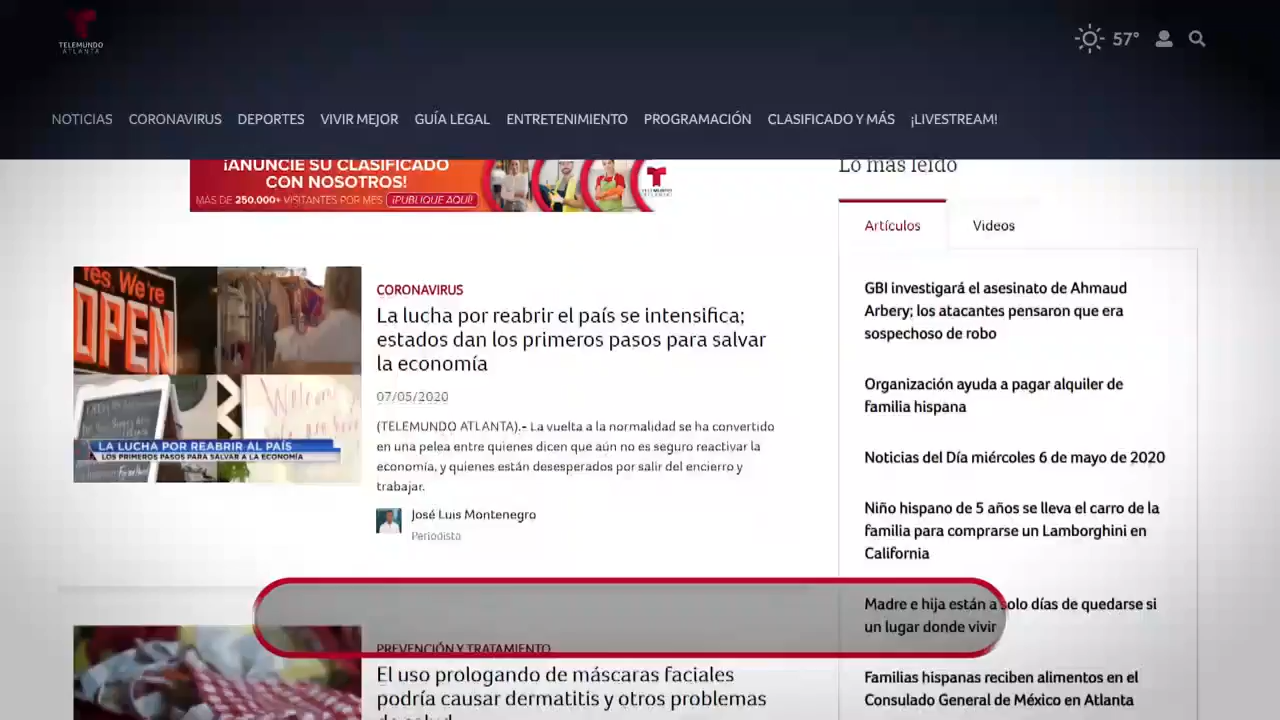 TELEMUNDO
ATLANTA
57°
NOTICIAS CORONAVIRUS DEPORTES VIVIR MEJOR GUÍA LEGAL ENTRETENIMIENTO PROGRAMACIÓN CLASIFICADO Y MÁS ¡LIVESTREAM!
¡ANUNCIE SU CLASIFICADO
CON NOSOTROS!
MÁS DE 250.000+ VISITANTES POR MES ¡PUBLIQUE AQUÍ!
TELEMUNDO
ATLANTA
Yes, We're
OPEN
LA LUCHA POR REABRIR AL PAÍS
LOS PRIMEROS PASOS PARA SALVAR A LA ECONOMÍA
CORONAVIRUS
La lucha por reabrir el país se intensifica;
estados dan los primeros pasos para salvar
la economía
07/05/2020
(TELEMUNDO ATLANTA).- La vuelta a la normalidad se ha convertido
en una pelea entre quienes dicen que aún no es seguro reactivar la
economía, y quienes están desesperados por salir del encierro y
trabajar.
José Luis Montenegro
Periodista
PREVENCIÓN Y TRATAMIENTO
El uso prologando de máscaras faciales
podría causar dermatitis y otros problemas
de salud
Lo más leído
Artículos Videos
GBI investigará el asesinato de Ahmaud
Arbery; los atacantes pensaron que era
sospechoso de robo
Organización ayuda a pagar alquiler de
familia hispana
Noticias del Día miércoles 6 de mayo de 2020
Niño hispano de 5 años se lleva el carro de la
familia para comprarse un Lamborghini en
California
Madre e hija están a solo días de quedarse si
un lugar donde vivir
Familias hispanas reciben alimentos en el
Consulado General de México en Atlanta